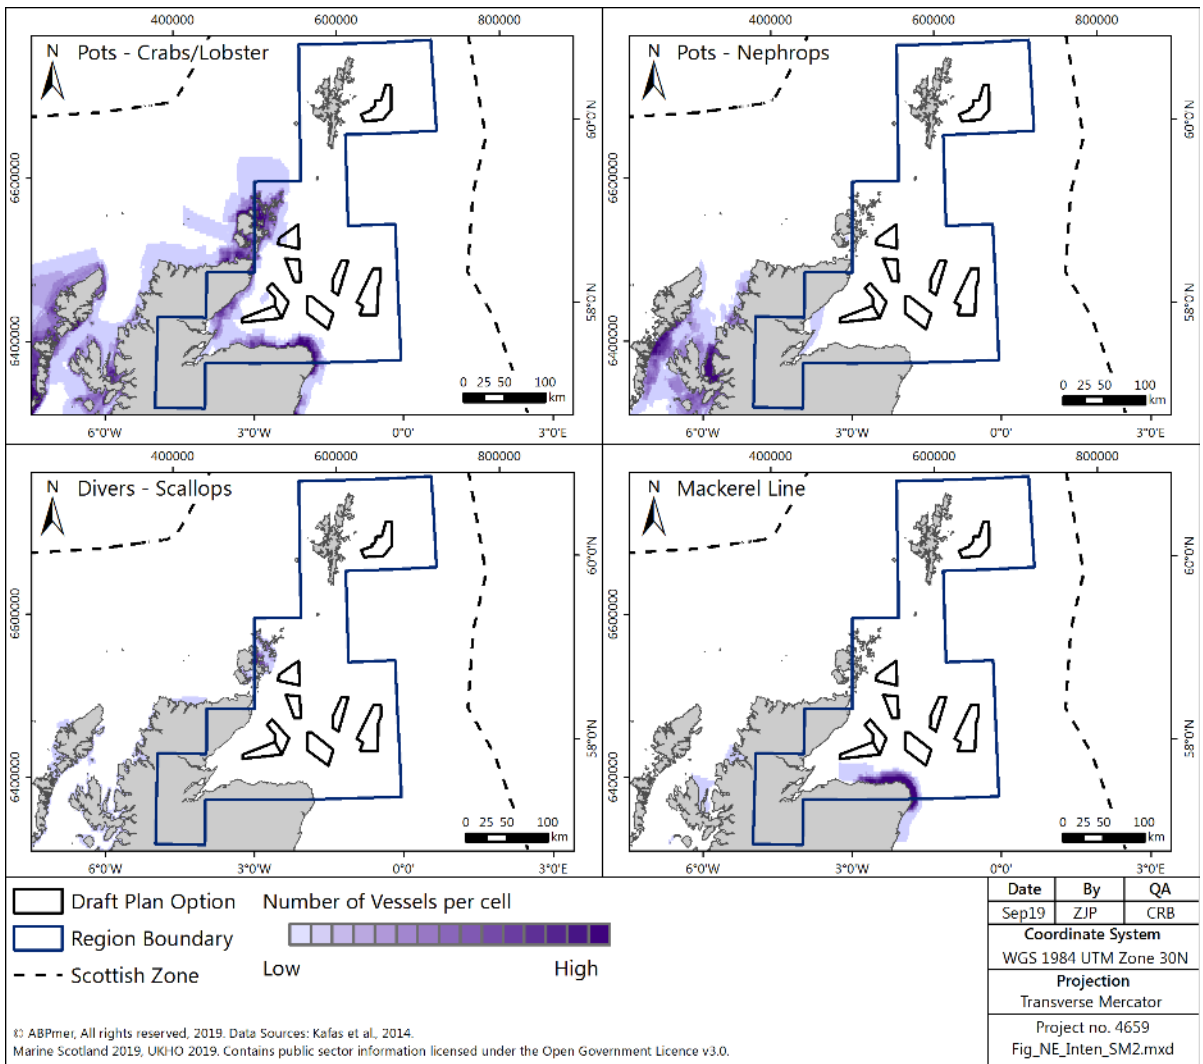 400000 600000 800000
400000 600000 800000
N Pots - Crabs/Lobster
N Pots - Nephrops
60°N
60°N
6600000
6600000
58°N
58°N
6400000
6400000
0 25 50 100
km
0 25 50 100
km
6°0'W 3°0'W 0°0' 3°0'E
6°0'W 3°0'W 0°0' 3°0'E
400000 600000 800000
400000 600000 800000
N Divers - Scallops
N Mackerel Line
60°0'N
60°0'N
6600000
6600000
58°0'N
58°0'N
6400000
6400000
0 25 50 100
km
0 25 50 100
km
6°0'W 3°0'W 0°0' 3°0'E
6°0'W 3°0'W 0°0' 3°0'E
Draft Plan Option
Region Boundary
Scottish Zone
Number of Vessels per cell
Low High
Date By QA
Sep19 ZJP CRB
Coordinate System
WGS 1984 UTM Zone 30N
Projection
Transverse Mercator
Project no. 4659
Fig_NE_Inten_SM2.mxd
© ABPmer, All rights reserved, 2019. Data Sources: Kafas et al., 2014.
Marine Scotland 2019, UKHO 2019. Contains public sector information licensed under the Open Government Licence v3.0.